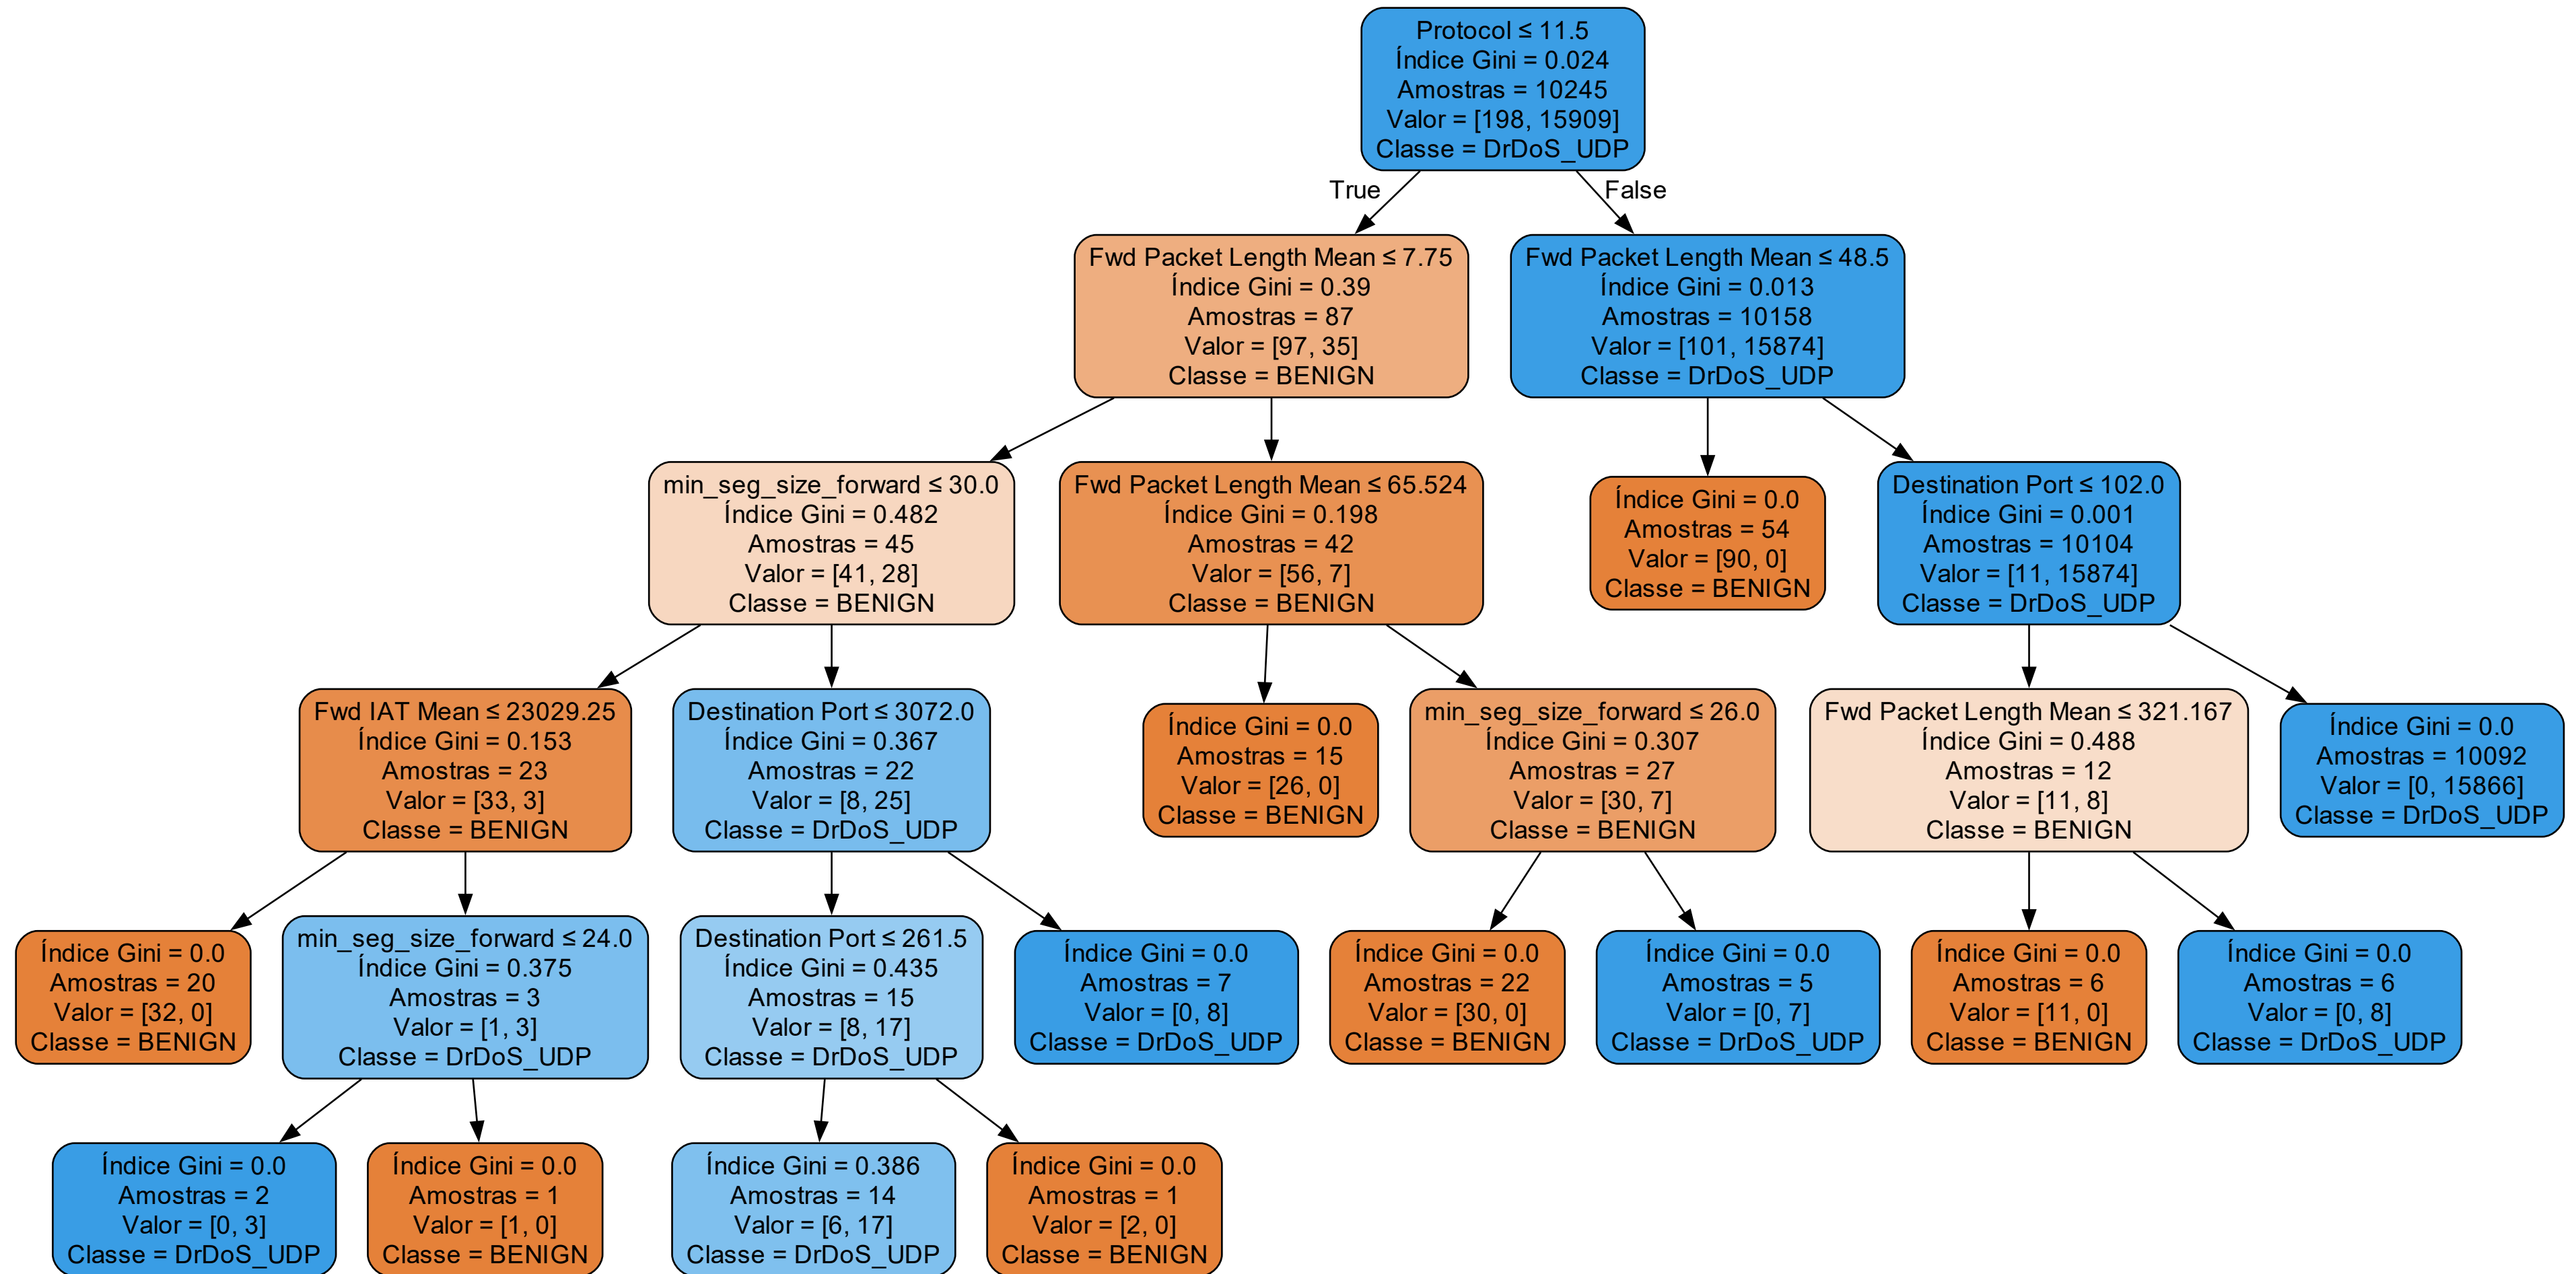 Protocol ≤ 11.5
Índice Gini = 0.024
Amostras = 10245
Valor = [198, 15909]
Classe = DrDoS_UDP
True
False
Fwd Packet Length Mean ≤ 7.75
Índice Gini = 0.39
Amostras = 87
Valor = [97, 35]
Classe = BENIGN
Fwd Packet Length Mean ≤ 48.5
Índice Gini = 0.013
Amostras = 10158
Valor = [101, 15874]
Classe = DrDoS_UDP
min_seg_size_forward ≤ 30.0
Índice Gini = 0.482
Amostras = 45
Valor = [41, 28]
Classe = BENIGN
Fwd Packet Length Mean ≤ 65.524
Índice Gini = 0.198
Amostras = 42
Valor = [56, 7]
Classe = BENIGN
Índice Gini = 0.0
Amostras = 54
Valor = [90, 0]
Classe = BENIGN
Destination Port ≤ 102.0
Índice Gini = 0.001
Amostras = 10104
Valor = [11, 15874]
Classe = DrDoS_UDP
Fwd IAT Mean ≤ 23029.25
Índice Gini = 0.153
Amostras = 23
Valor = [33, 3]
Classe = BENIGN
Destination Port ≤ 3072.0
Índice Gini = 0.367
Amostras = 22
Valor = [8, 25]
Classe = DrDoS_UDP
Índice Gini = 0.0
Amostras = 15
Valor = [26, 0]
Classe = BENIGN
min_seg_size_forward ≤ 26.0
Índice Gini = 0.307
Amostras = 27
Valor = [30, 7]
Classe = BENIGN
Fwd Packet Length Mean ≤ 321.167
Índice Gini = 0.488
Amostras = 12
Valor = [11, 8]
Classe = BENIGN
Índice Gini = 0.0
Amostras = 10092
Valor = [0, 15866]
Classe = DrDoS_UDP
Índice Gini = 0.0
Amostras = 20
Valor = [32, 0]
Classe = BENIGN
min_seg_size_forward ≤ 24.0
Índice Gini = 0.375
Amostras = 3
Valor = [1, 3]
Classe = DrDoS_UDP
Destination Port ≤ 261.5
Índice Gini = 0.435
Amostras = 15
Valor = [8, 17]
Classe = DrDoS_UDP
Índice Gini = 0.0
Amostras = 7
Valor = [0, 8]
Classe = DrDoS_UDP
Índice Gini = 0.0
Amostras = 22
Valor = [30, 0]
Classe = BENIGN
Índice Gini = 0.0
Amostras = 5
Valor = [0, 7]
Classe = DrDoS_UDP
Índice Gini = 0.0
Amostras = 6
Valor = [11, 0]
Classe = BENIGN
Índice Gini = 0.0
Amostras = 6
Valor = [0, 8]
Classe = DrDoS_UDP
Índice Gini = 0.0
Amostras = 2
Valor = [0, 3]
Classe = DrDoS_UDP
Índice Gini = 0.0
Amostras = 1
Valor = [1, 0]
Classe = BENIGN
Índice Gini = 0.386
Amostras = 14
Valor = [6, 17]
Classe = DrDoS_UDP
Índice Gini = 0.0
Amostras = 1
Valor = [2, 0]
Classe = BENIGN